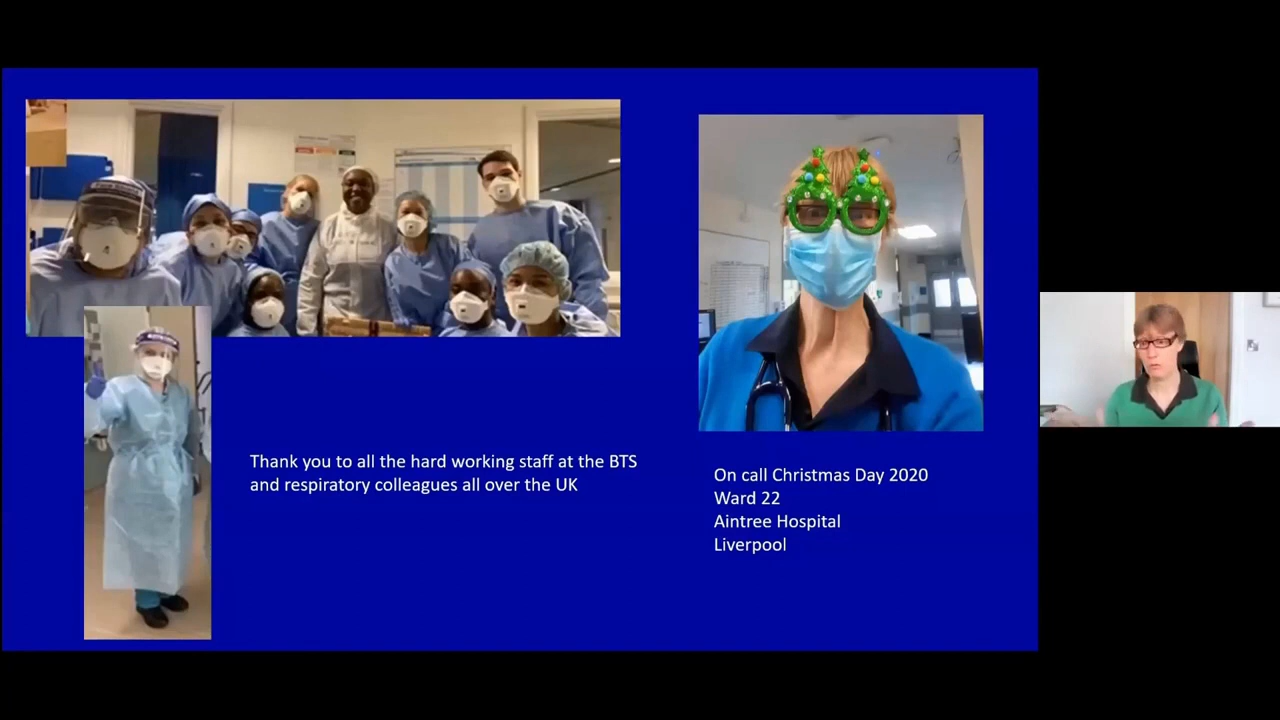 Thank you to all the hard working staff at the BTS
and respiratory colleagues all over the UK
On call Christmas Day 2020
Ward 22
Aintree Hospital
Liverpool